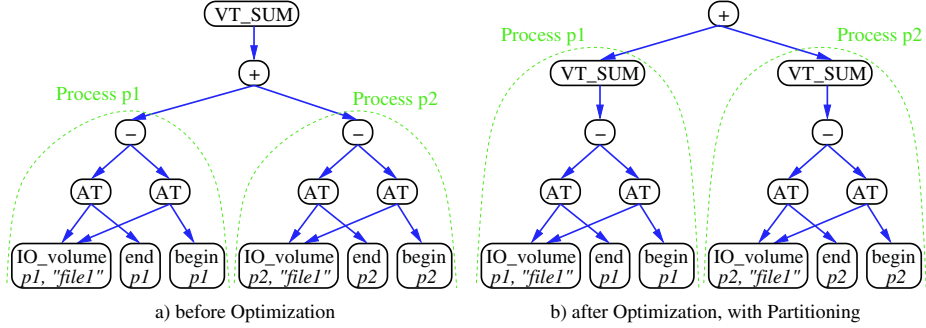 VT_SUM
+
Process p1
Process p2
–
–
AT
AT
AT
AT
IO_volume
p1, "file1"
end
p1
begin
p1
IO_volume
p2, "file1"
end
p2
begin
p2
a) before Optimization
+
Process p1
Process p2
VT_SUM
VT_SUM
–
–
AT
AT
AT
AT
IO_volume
p1, "file1"
end
p1
begin
p1
IO_volume
p2, "file1"
end
p2
begin
p2
b) after Optimization, with Partitioning